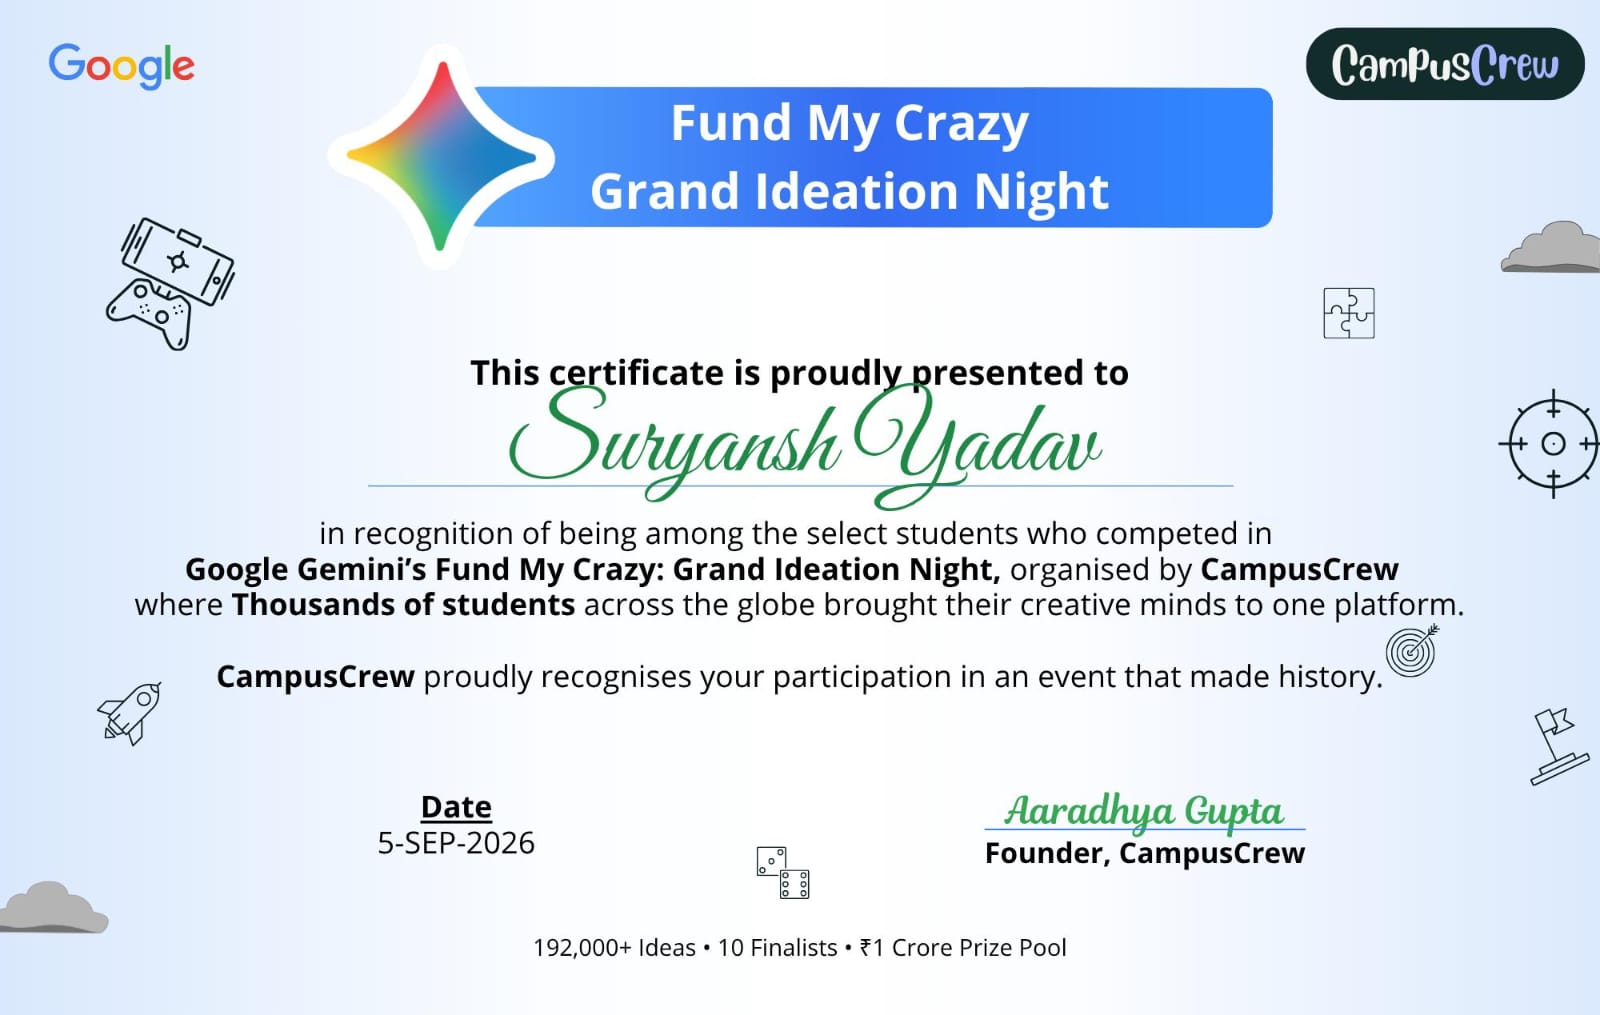 Google
CamPusCrew
Fund My Crazy
Grand Ideation Night
This certificate is proudly presented to
Suryansh Yadav
in recognition of being among the select students who competed in
Google Gemini’s Fund My Crazy: Grand Ideation Night, organised by CampusCrew
where Thousands of students across the globe brought their creative minds to one platform.
CampusCrew proudly recognises your participation in an event that made history.
Date
5-SEP-2026
Aaradhya Gupta
Founder, CampusCrew
192,000+ Ideas • 10 Finalists • ₹1 Crore Prize Pool